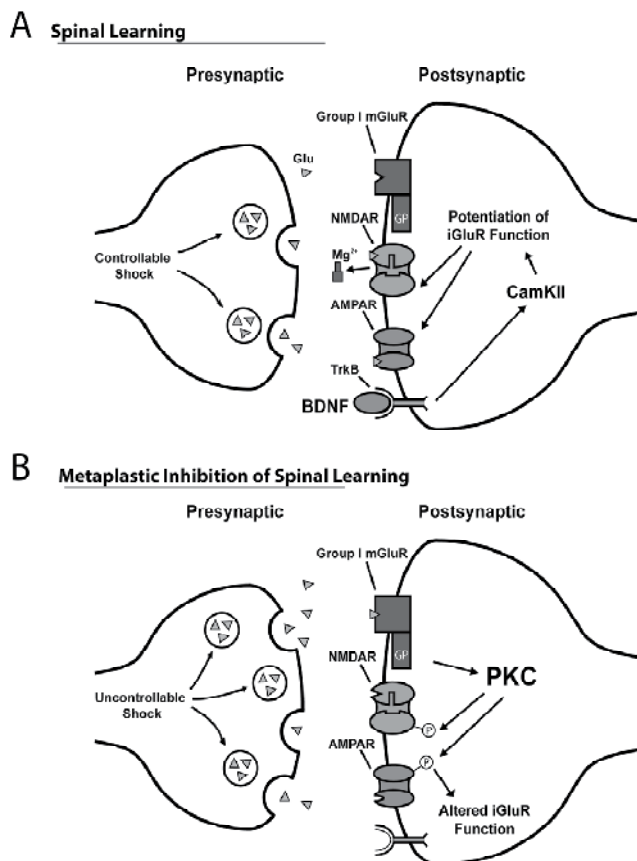 A Spinal Learning
Presynaptic
Postsynaptic
Group I mGluR
Glu
GP
NMDAR
Mg²⁺
Potentiation of
iGluR Function
Controllable
Shock
CamKII
AMPAR
TrkB
BDNF
B Metaplastic Inhibition of Spinal Learning
Presynaptic
Postsynaptic
Group I mGluR
GP
NMDAR
PKC
Uncontrollable
Shock
P
AMPAR
P
Altered iGluR
Function